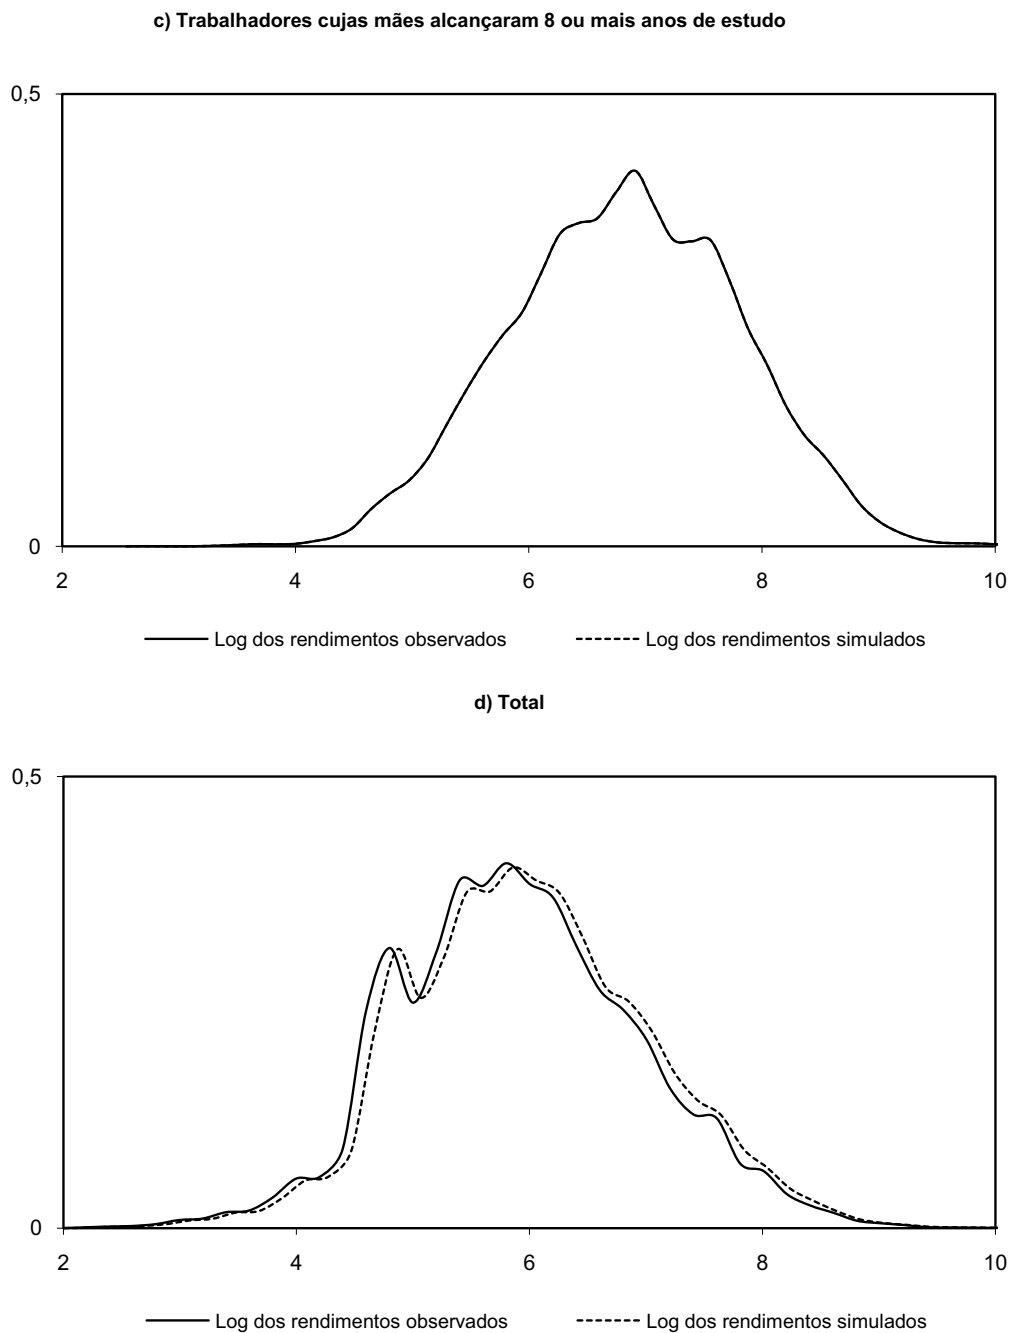 c) Trabalhadores cujas mães alcançaram 8 ou mais anos de estudo
0,5
0
2 4 6 8 10
Log dos rendimentos observados Log dos rendimentos simulados
d) Total
0,5
0
2 4 6 8 10
Log dos rendimentos observados Log dos rendimentos simulados